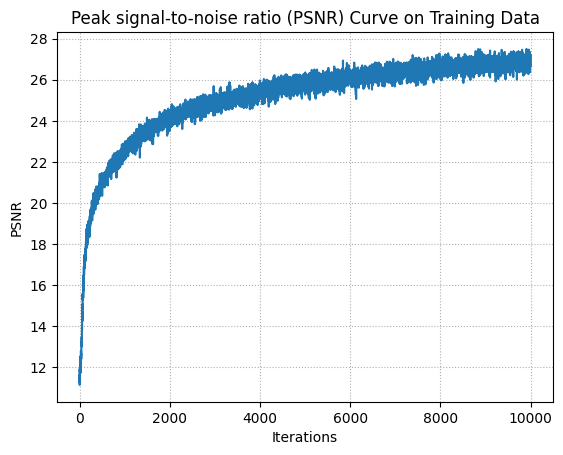 Peak signal-to-noise ratio (PSNR) Curve on Training Data
28
26
24
22
20
18
16
14
12
PSNR
0 2000 4000 6000 8000 10000
Iterations